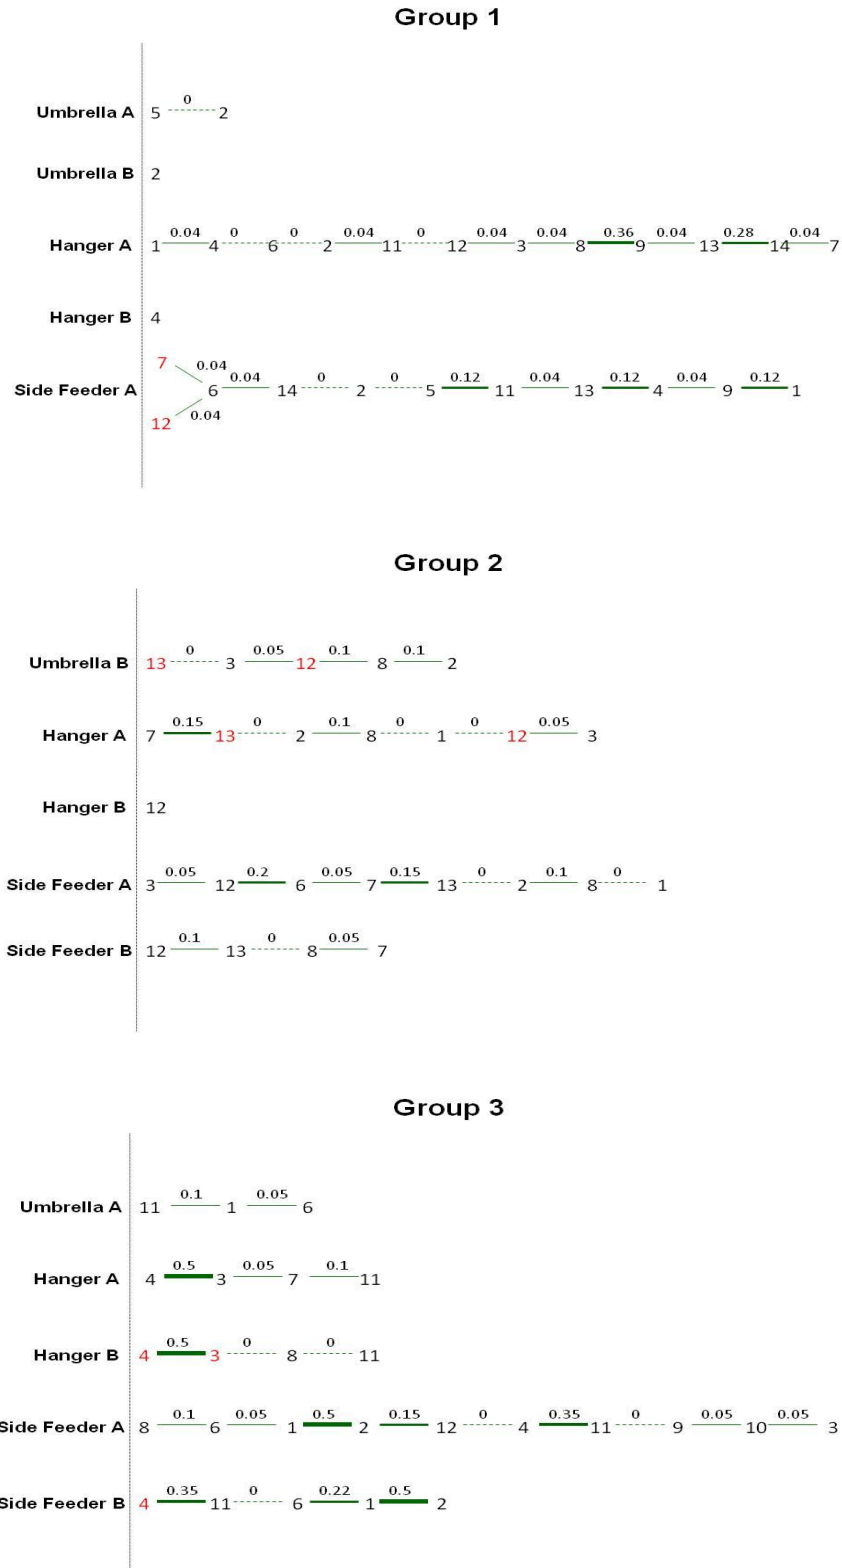 Group 1
0
Umbrella A 5 2
Umbrella B 2
0.04 0 0 0.04 0 0.04 0.04 0.36 0.04 0.28 0.04
Hanger A 1 4 6 2 11 12 3 8 9 13 14 7
Hanger B 4
7 0.04
0.04 0 0 0.12 0.04 0.12 0.04 0.12
Side Feeder A 6 14 2 5 11 13 4 9 1
12 0.04
Group 2
0 0.05 0.1 0.1
Umbrella B 13 3 12 8 2
0.15 0 0.1 0 0 0.05
Hanger A 7 13 2 8 1 12 3
Hanger B 12
0.05 0.2 0.05 0.15 0 0.1 0
Side Feeder A 3 12 6 7 13 2 8 1
0.1 0 0.05
Side Feeder B 12 13 8 7
Group 3
0.1 0.05
Umbrella A 11 1 6
0.5 0.05 0.1
Hanger A 4 3 7 11
0.5 0 0
Hanger B 4 3 8 11
0.1 0.05 0.5 0.15 0 0.35 0 0.05 0.05
Side Feeder A 8 6 1 2 12 4 11 9 10 3
0.35 0 0.22 0.5
Side Feeder B 4 11 6 1 2